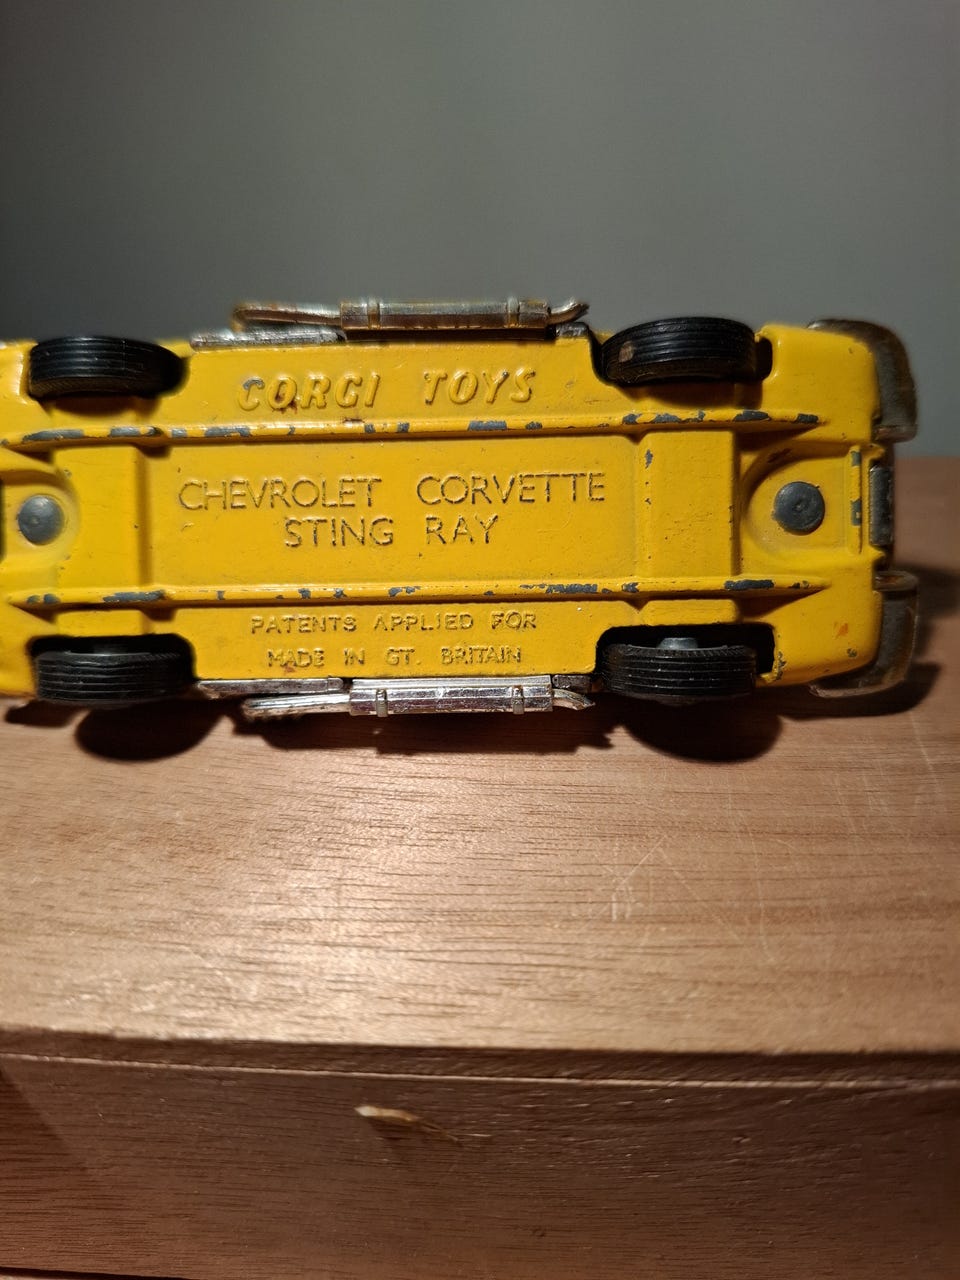 CORGI TOYS
CHEVROLET CORVETTE
STING RAY
PATENTS APPLIED FOR
MADE IN GT. BRITAIN